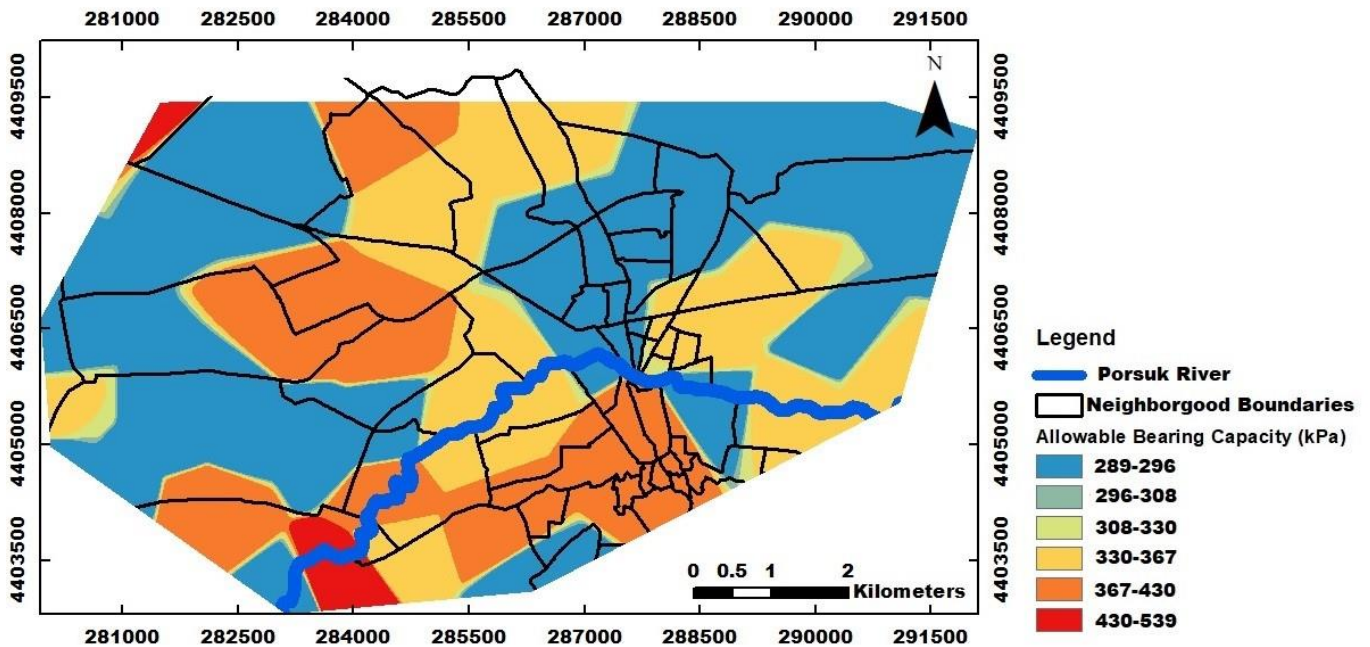 281000 282500 284000 285500 287000 288500 290000 291500
N
4409500 4409500
4408000 4408000
4406500 4406500
4405000 4405000
4403500 4403500
Legend
Porsuk River
Neighborgood Boundaries
Allowable Bearing Capacity (kPa)
289-296
296-308
308-330
330-367
367-430
430-539
0 0.5 1 2
Kilometers
281000 282500 284000 285500 287000 288500 290000 291500